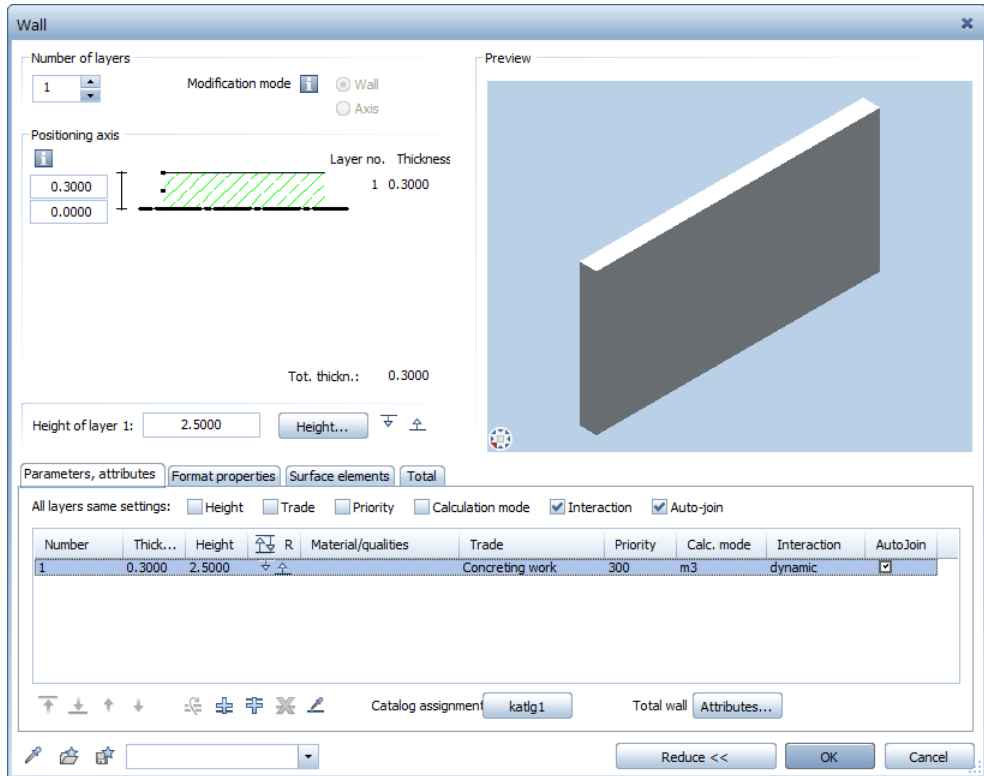 Wall
Number of layers
1
Modification mode
Wall
Axis
Preview
Positioning axis
Layer no. Thickness
0.3000
1 0.3000
0.0000
Tot. thickn.: 0.3000
Height of layer 1: 2.5000 Height...
Parameters, attributes Format properties Surface elements Total
All layers same settings: Height Trade Priority Calculation mode Interaction Auto-join
Number Thick... Height R Material/qualities Trade Priority Calc. mode Interaction AutoJoin
1 0.3000 2.5000 Concreting work 300 m3 dynamic
Catalog assignment katlg1 Total wall Attributes...
Reduce << OK Cancel